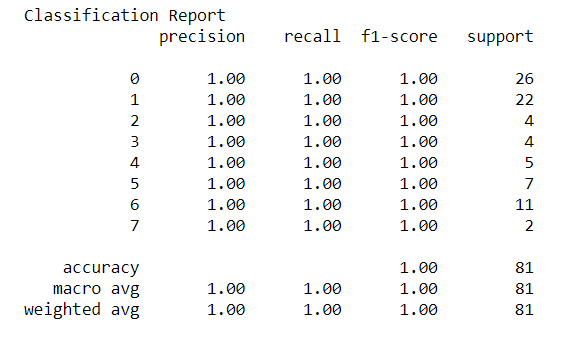 Classification Report
precision recall f1-score support
0 1.00 1.00 1.00 26
1 1.00 1.00 1.00 22
2 1.00 1.00 1.00 4
3 1.00 1.00 1.00 4
4 1.00 1.00 1.00 5
5 1.00 1.00 1.00 7
6 1.00 1.00 1.00 11
7 1.00 1.00 1.00 2
accuracy 1.00 81
macro avg 1.00 1.00 1.00 81
weighted avg 1.00 1.00 1.00 81